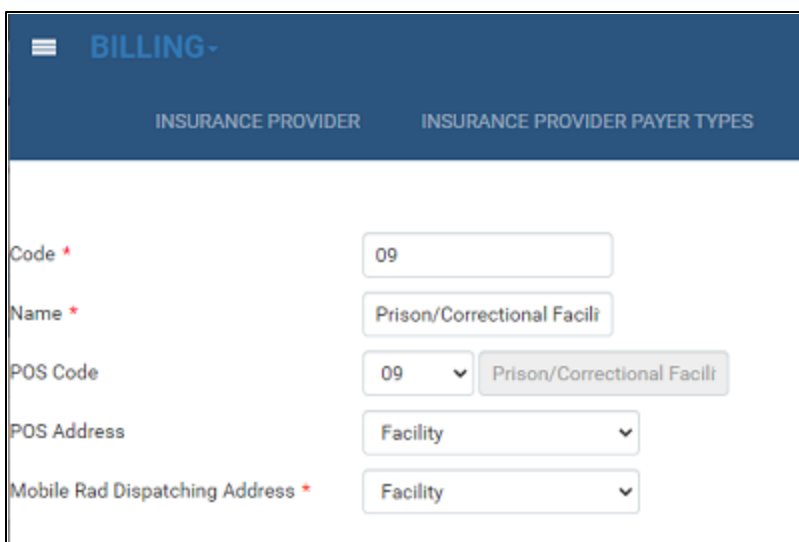 BILLING
INSURANCE PROVIDER INSURANCE PROVIDER PAYER TYPES
Code * 09
Name * Prison/Correctional Facili
POS Code 09 Prison/Correctional Facili
POS Address Facility
Mobile Rad Dispatching Address * Facility